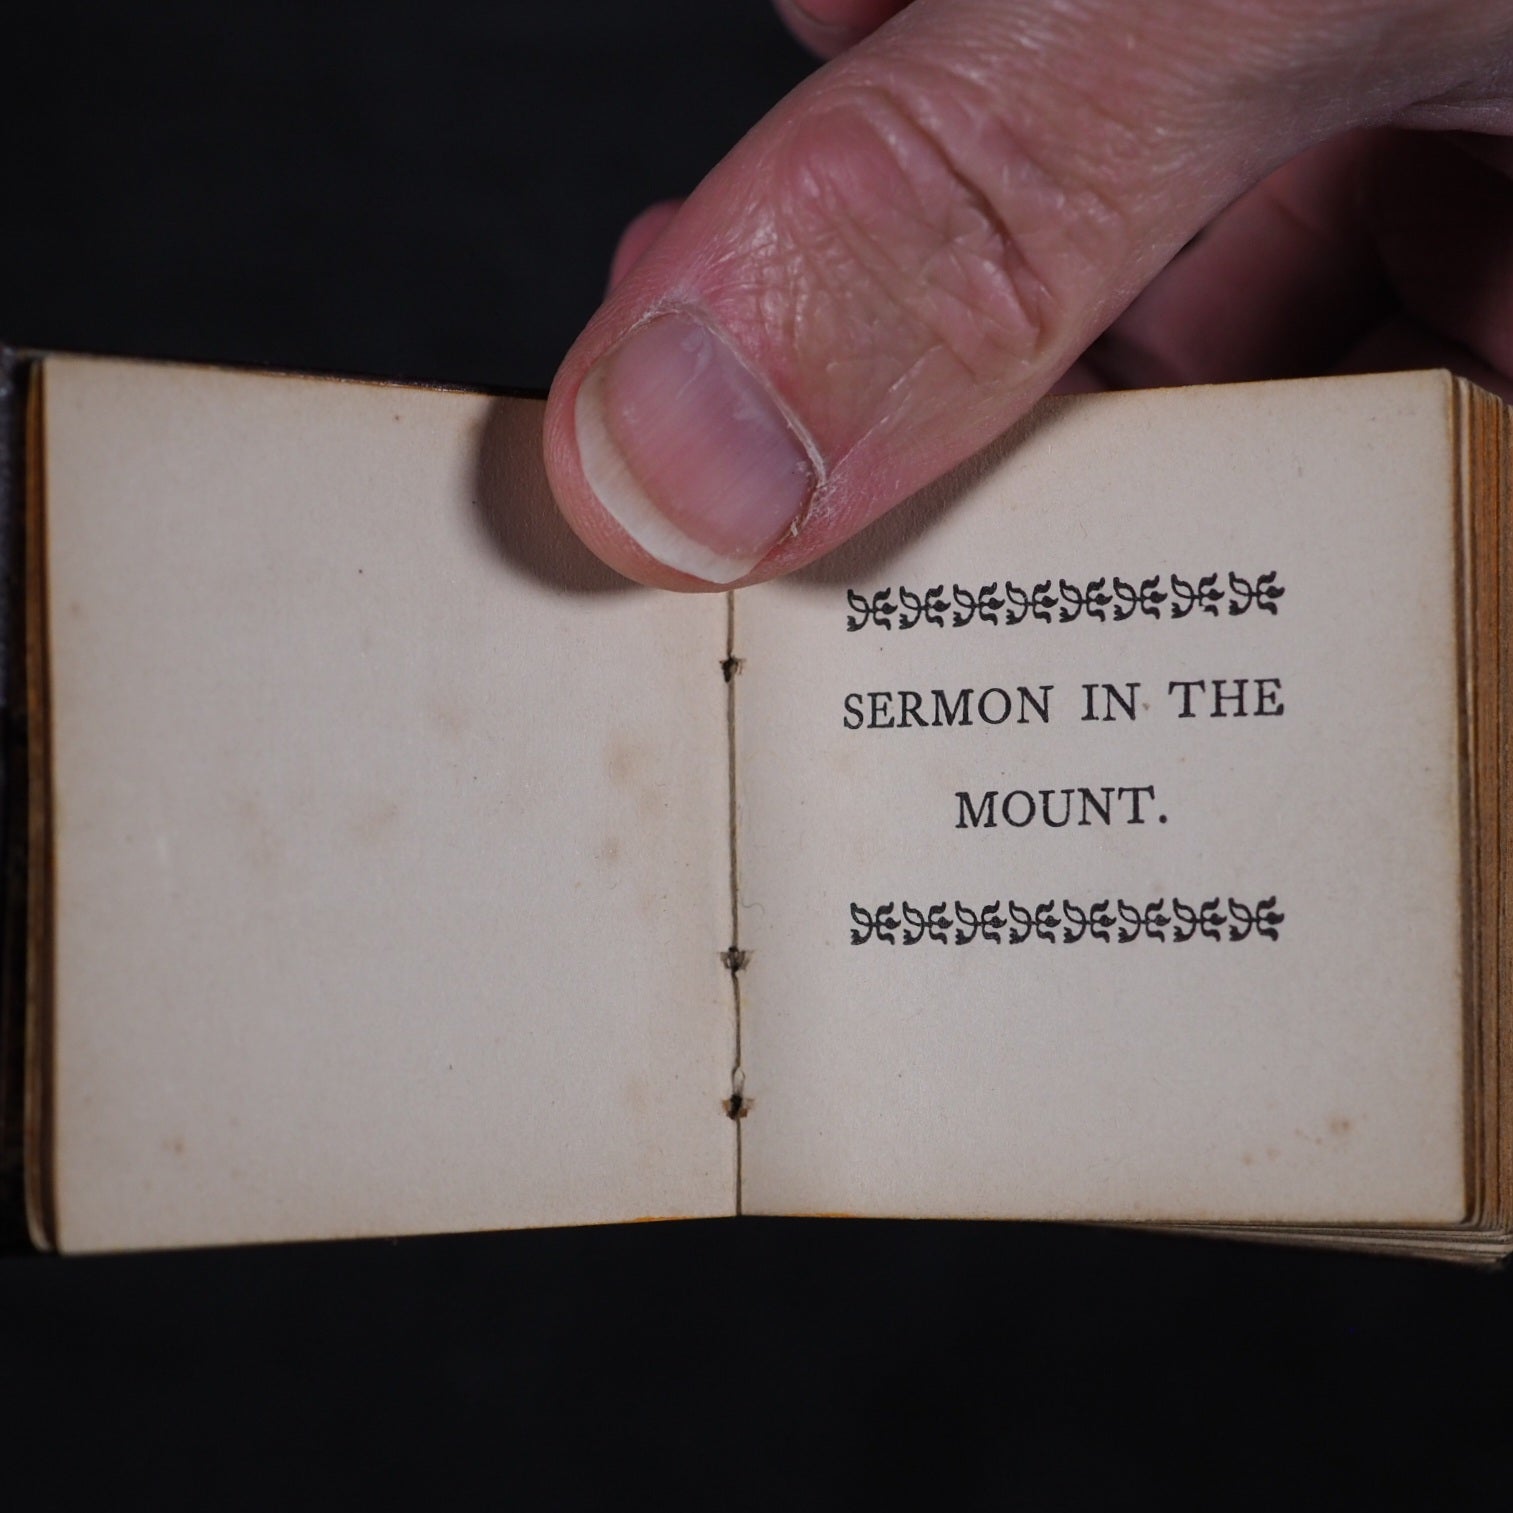 SERMON IN THE
MOUNT.